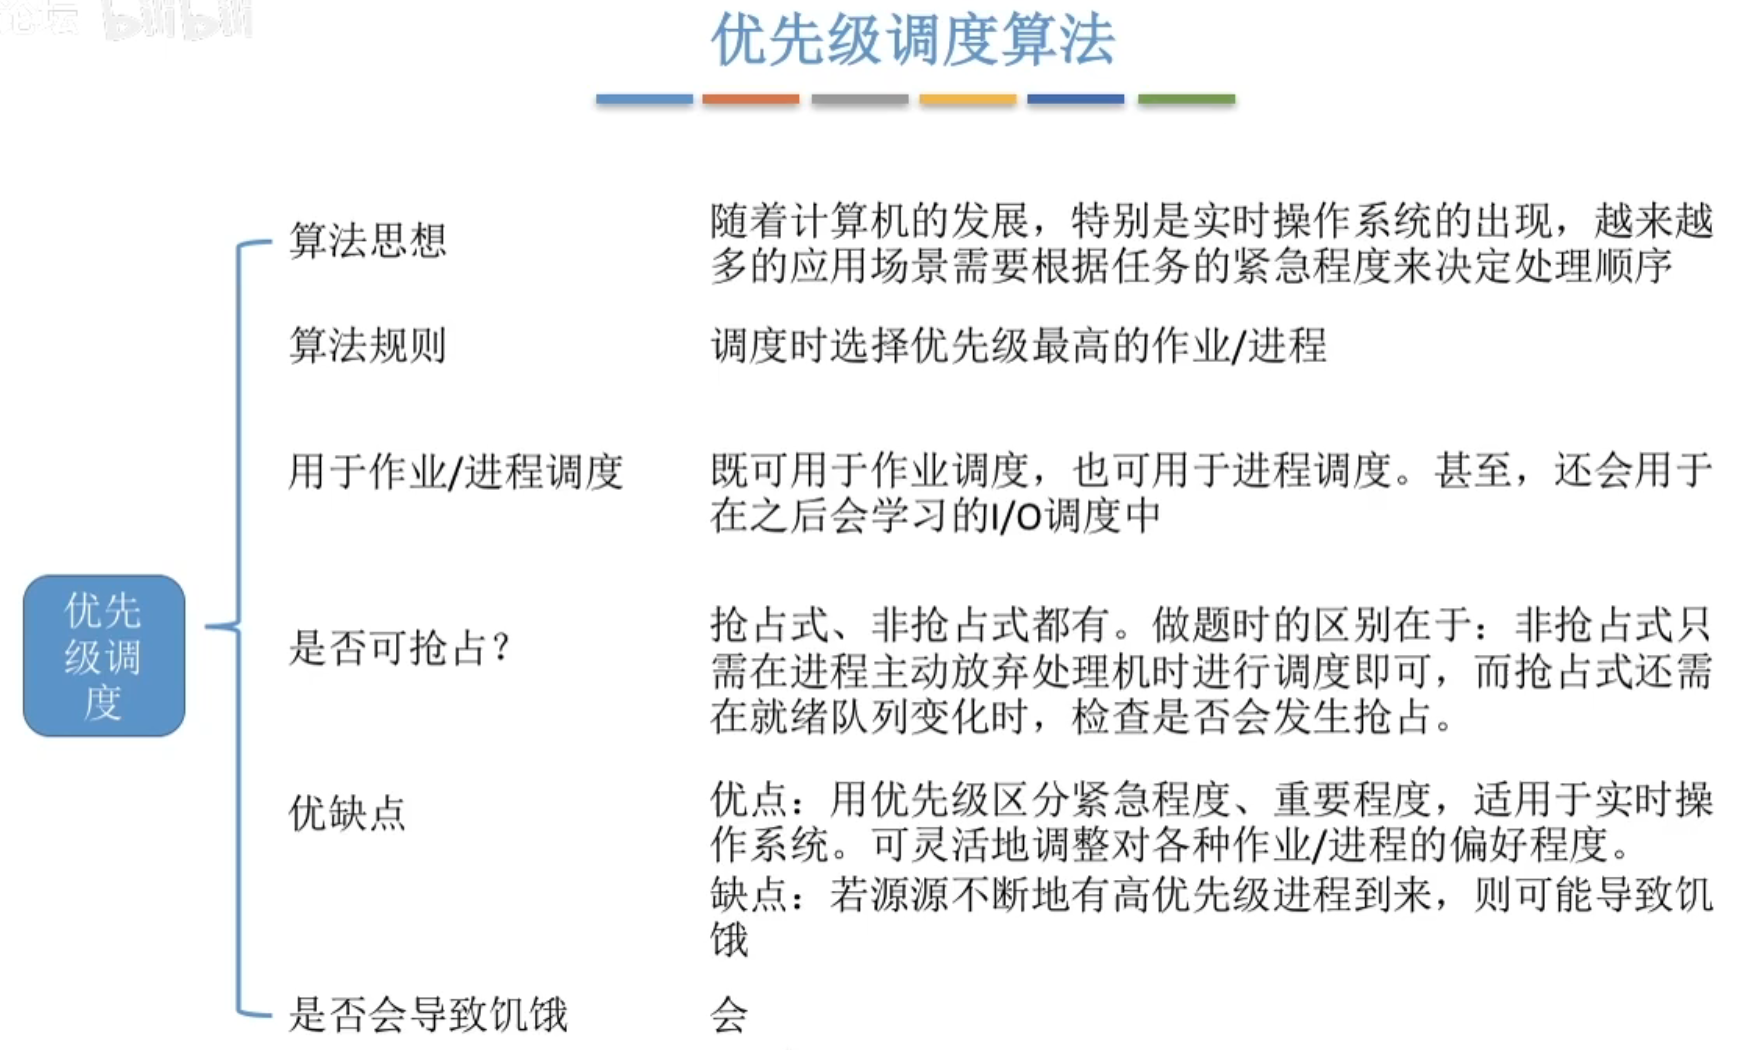 论坛 bilibili
优先级调度算法
算法思想
随着计算机的发展，特别是实时操作系统的出现，越来越
多的应用场景需要根据任务的紧急程度来决定处理顺序
算法规则
调度时选择优先级最高的作业/进程
用于作业/进程调度
既可用于作业调度，也可用于进程调度。甚至，还会用于
在之后会学习的I/O调度中
优先
级调
度
是否可抢占？
抢占式、非抢占式都有。做题时的区别在于：非抢占式只
需在进程主动放弃处理机时进行调度即可，而抢占式还需
在就绪队列变化时，检查是否会发生抢占。
优缺点
优点：用优先级区分紧急程度、重要程度，适用于实时操
作系统。可灵活地调整对各种作业/进程的偏好程度。
缺点：若源源不断地有高优先级进程到来，则可能导致饥
饿
是否会导致饥饿
会